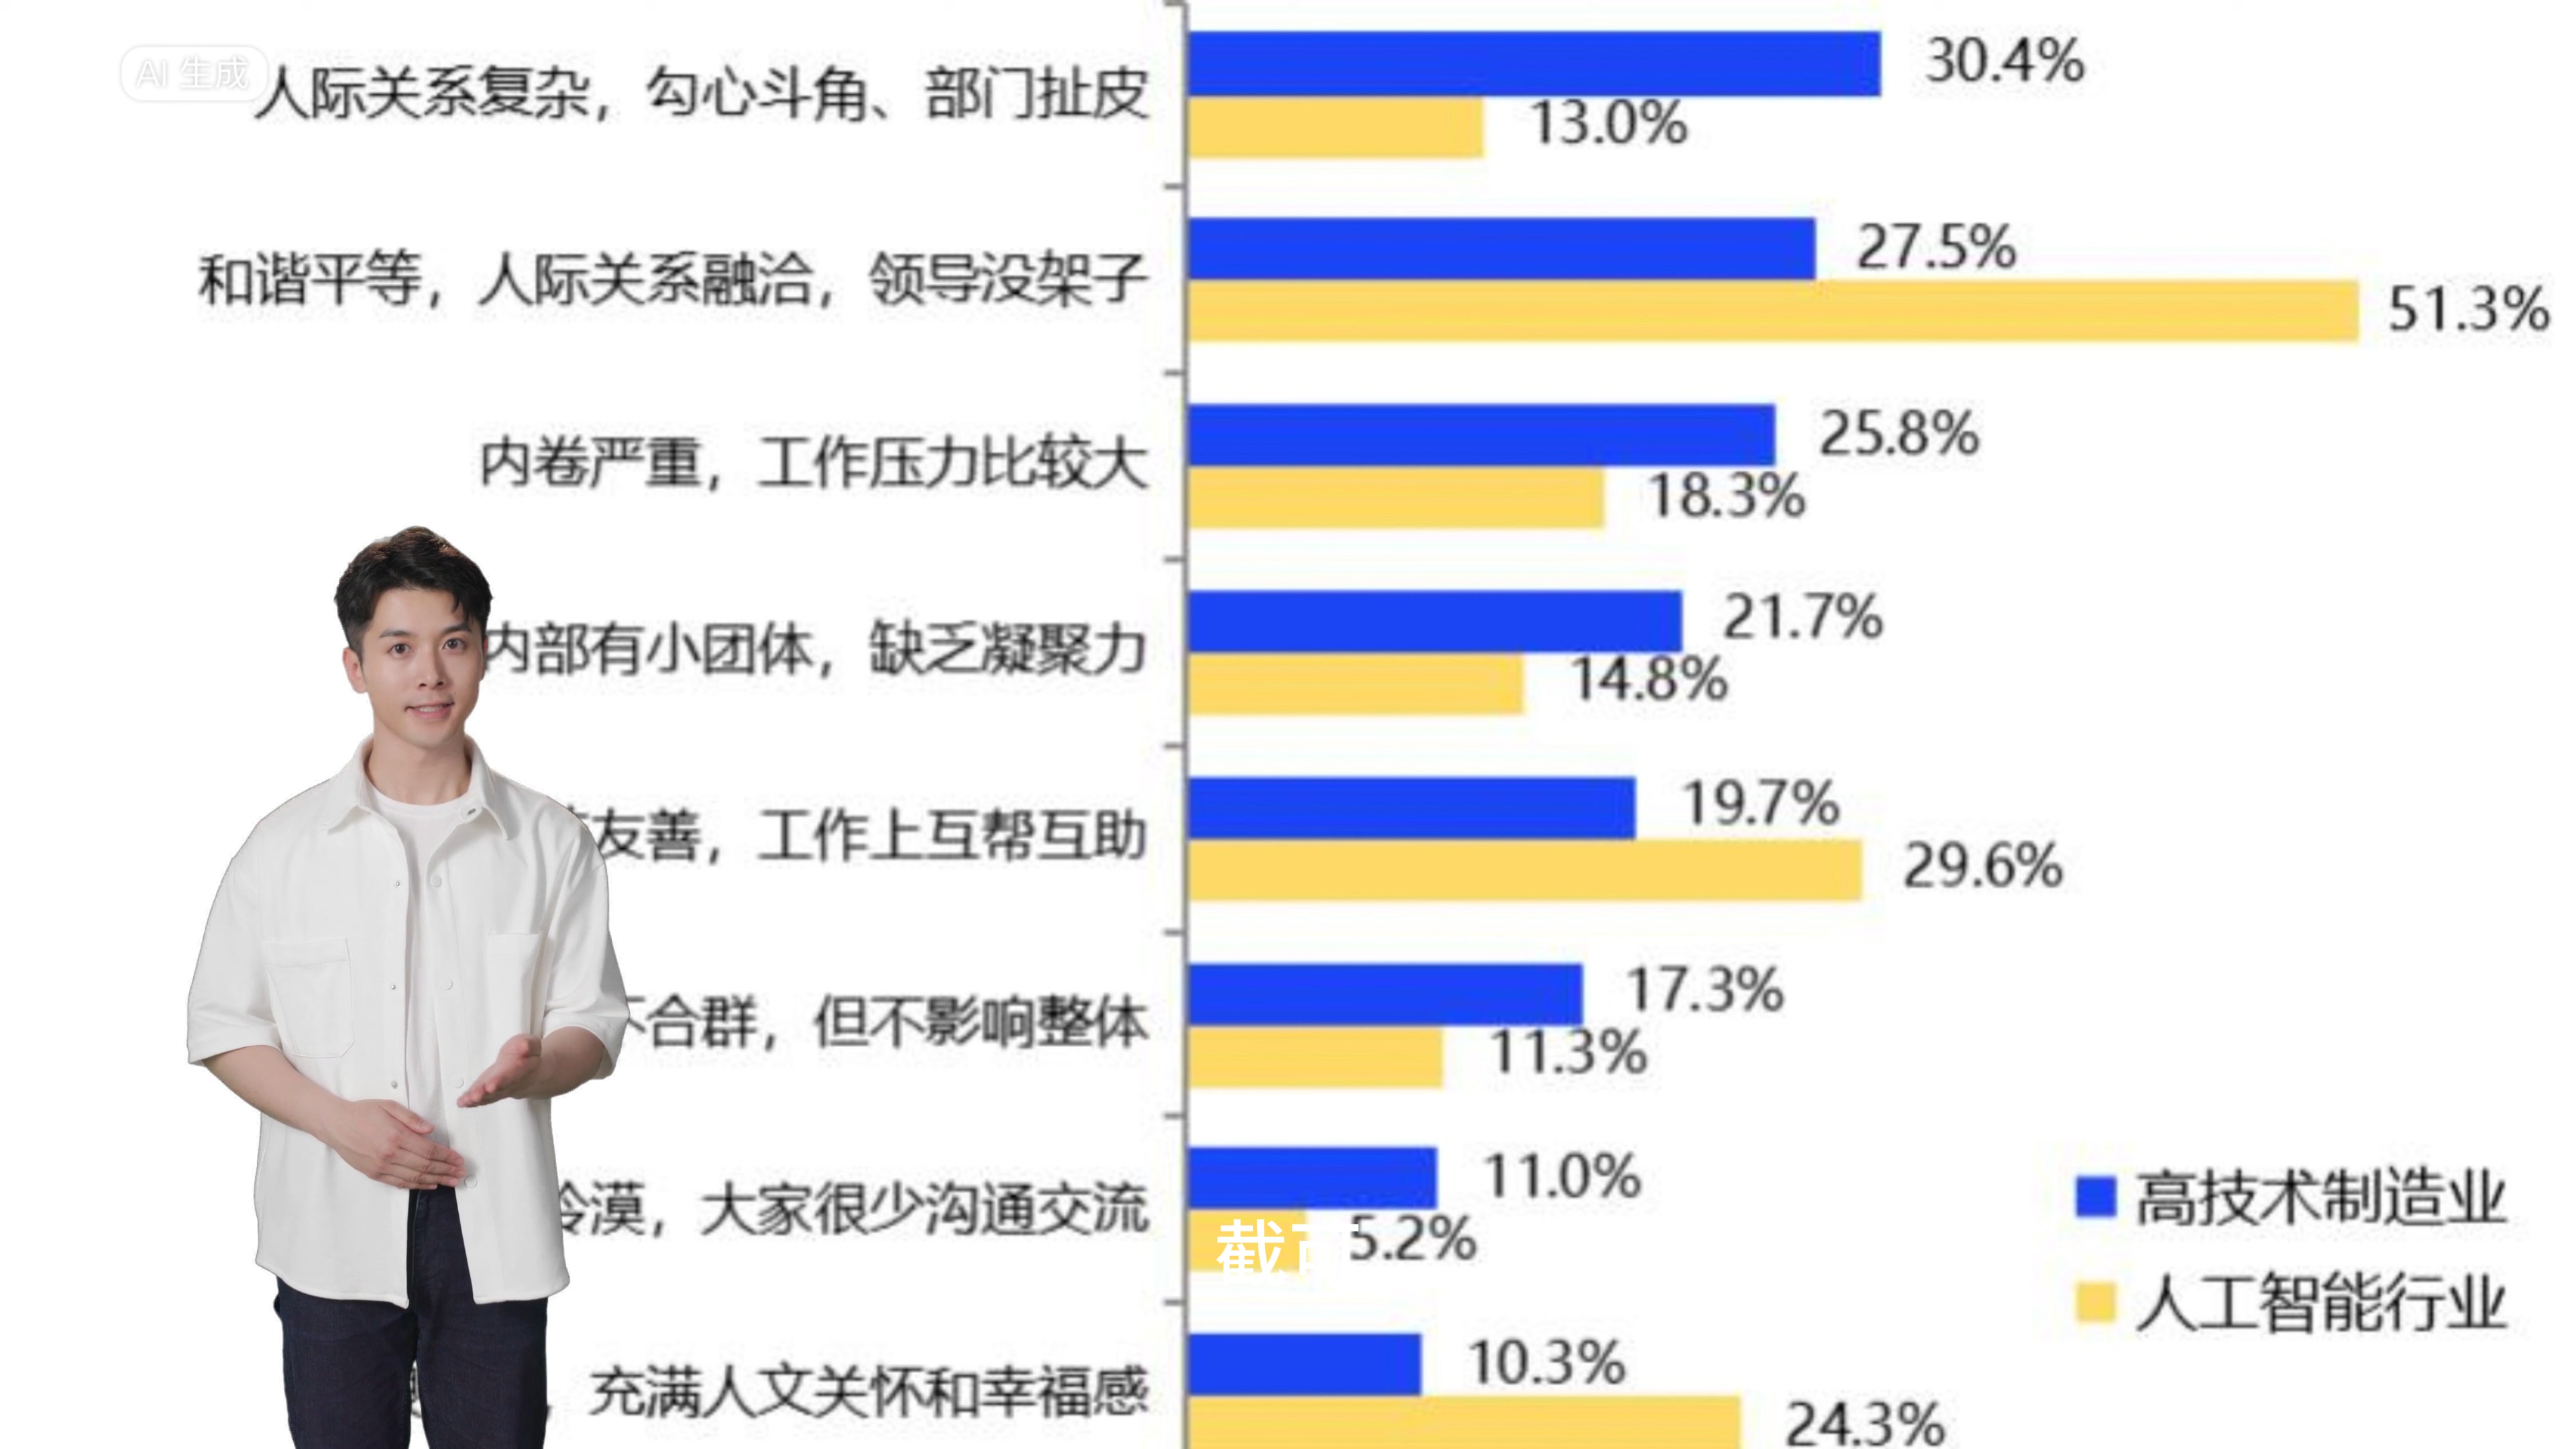 AI 生成
人际关系复杂，勾心斗角、部门扯皮
30.4%
13.0%
和谐平等，人际关系融洽，领导没架子
27.5%
51.3%
内卷严重，工作压力比较大
25.8%
18.3%
内部有小团体，缺乏凝聚力
21.7%
14.8%
友善，工作上互帮互助
19.7%
29.6%
不合群，但不影响整体
17.3%
11.3%
冷漠，大家很少沟通交流
11.0%
5.2%
截
，充满人文关怀和幸福感
10.3%
24.3%
高技术制造业
人工智能行业